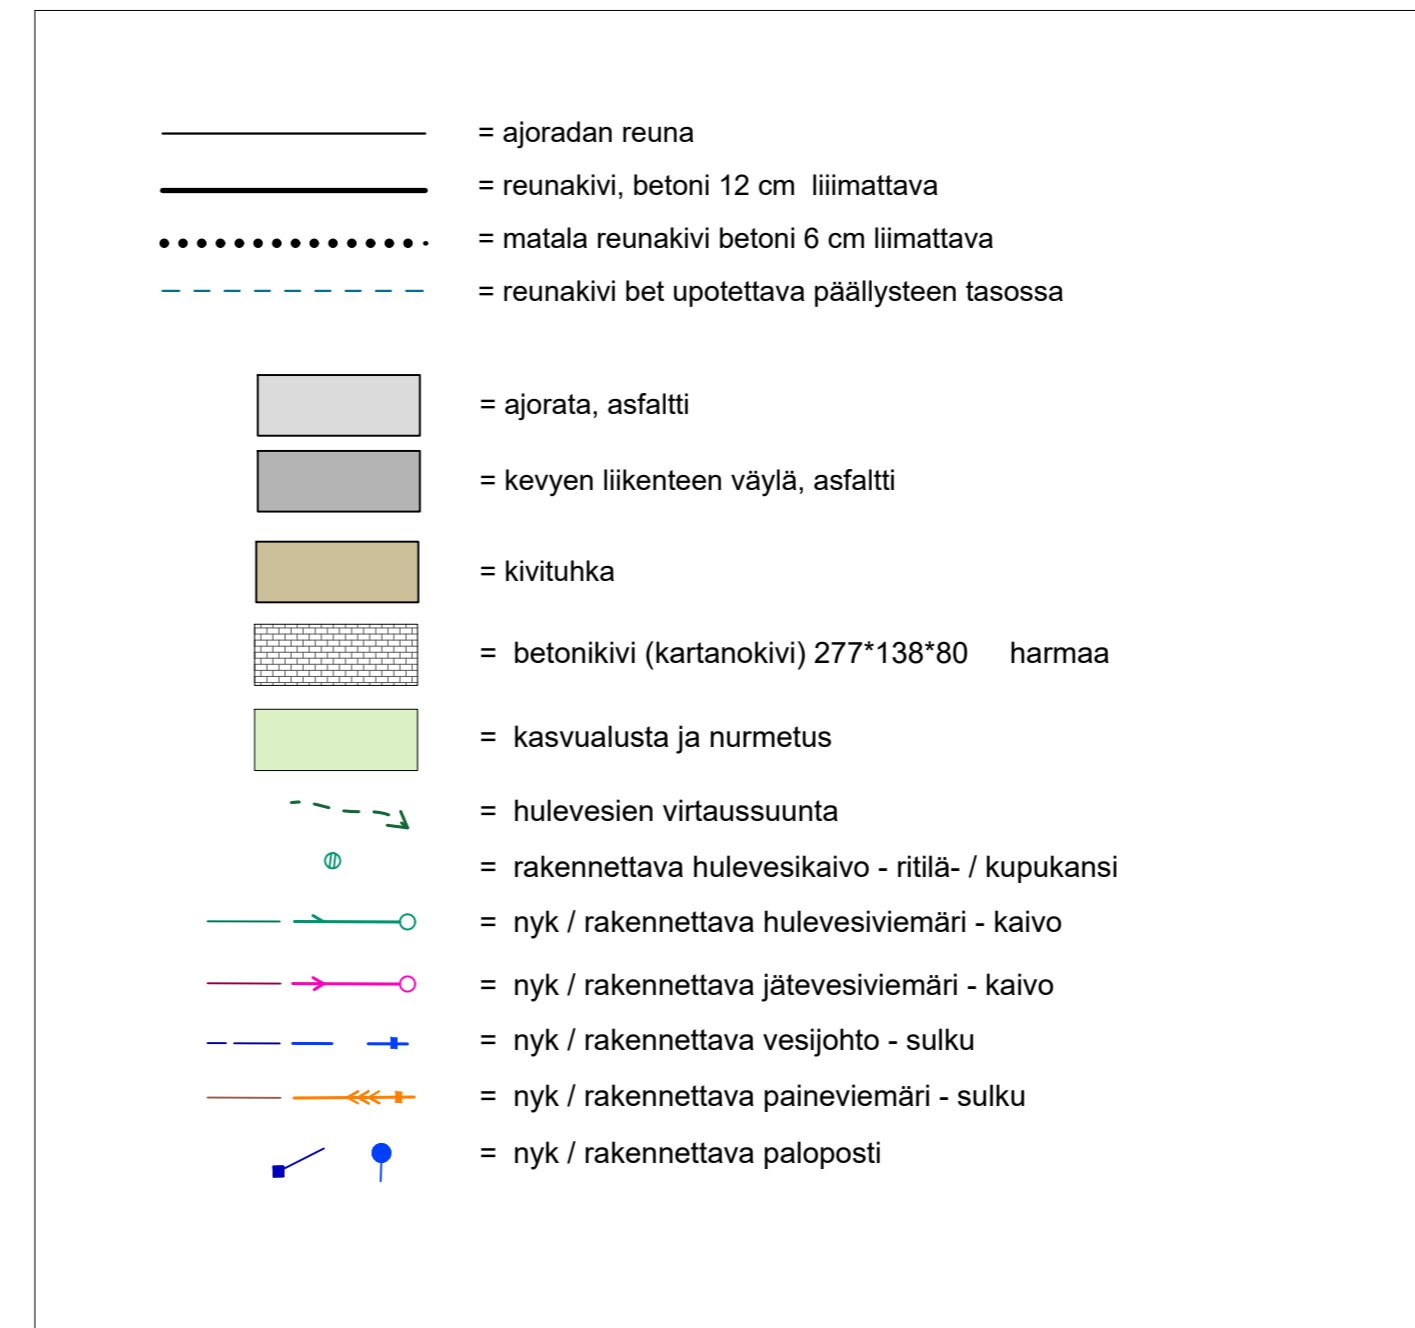 = ajoradan reuna
= reunakivi, betoni 12 cm liiimattava
= matala reunakivi betoni 6 cm liimattava
= reunakivi bet upotettava päällysteen tasossa
= ajorata, asfaltti
= kevyen liikenteen väylä, asfaltti
= kivituhka
= betonikivi (kartanokivi) 277*138*80 harmaa
= kasvualusta ja nurmetus
= hulevesien virtaussuunta
= rakennettava hulevesikaivo - ritilä- / kupukansi
= nyk / rakennettava hulevesiviemäri - kaivo
= nyk / rakennettava jätevesiviemäri - kaivo
= nyk / rakennettava vesijohto - sulku
= nyk / rakennettava paineviemäri - sulku
= nyk / rakennettava paloposti